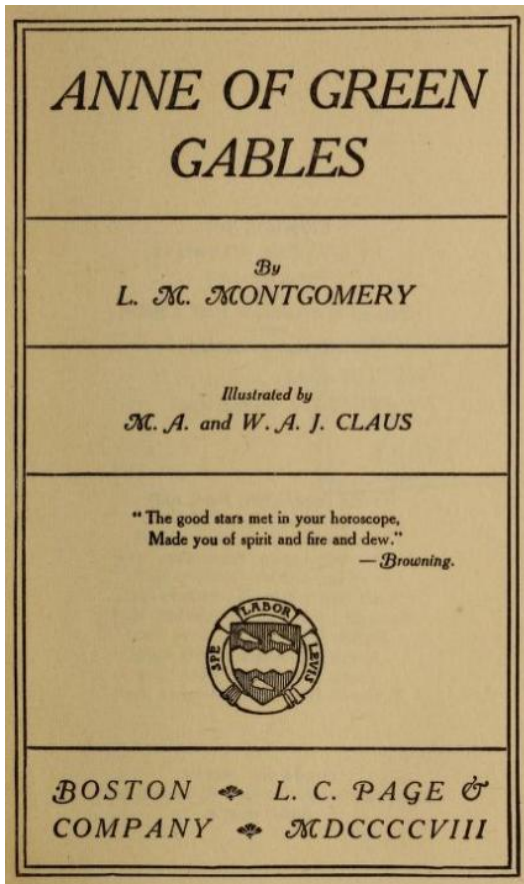 ANNE OF GREEN
GABLES
By
L. M. MONTGOMERY
Illustrated by
M. A. and W. A. J. CLAUS
“ The good stars met in your horoscope,
Made you of spirit and fire and dew.”
— Browning.
SPE LABOR LEVIS
BOSTON L. C. PAGE &
COMPANY MDCCCCVIII